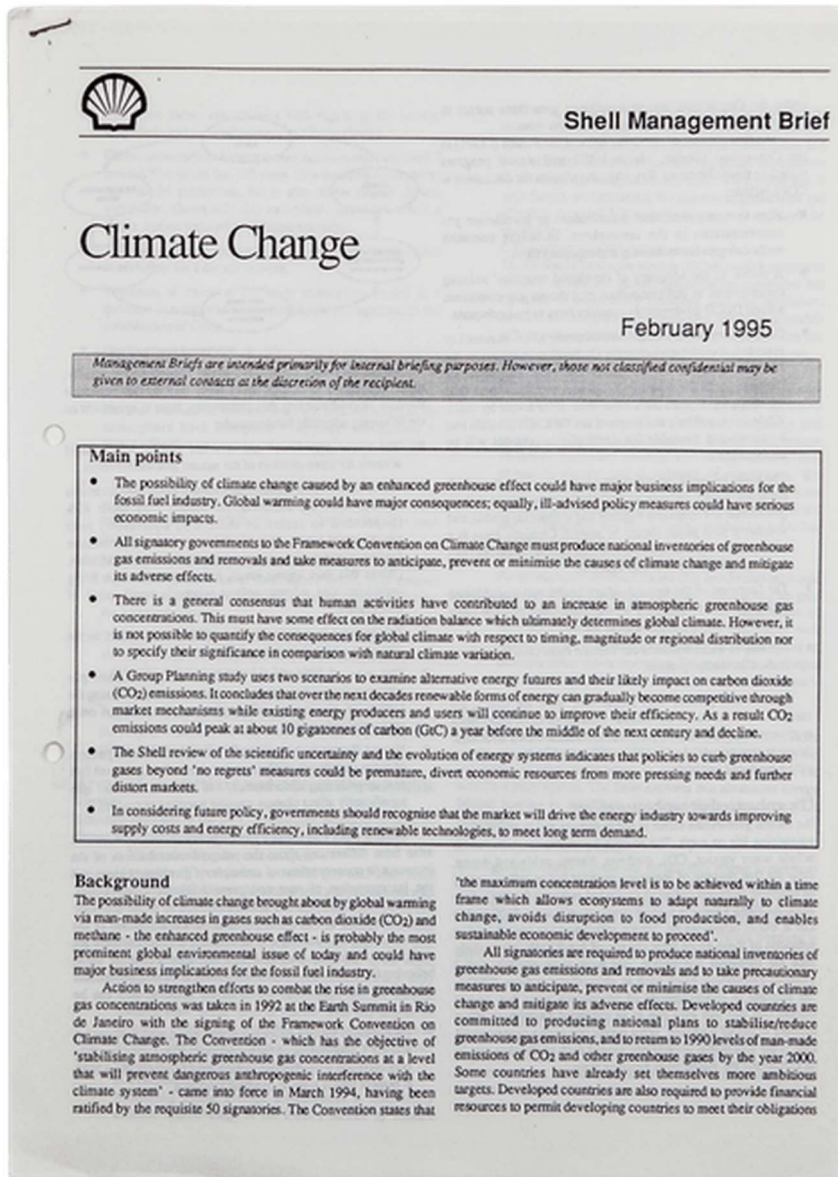 Shell Management Brief
Climate Change
February 1995
Management Briefs are intended primarily for internal briefing purposes. However, those not classified confidential may be
given to external contacts at the discretion of the recipient.
Main points
• The possibility of climate change caused by an enhanced greenhouse effect could have major business implications for the
fossil fuel industry. Global warming could have major consequences; equally, ill-advised policy measures could have serious
economic impacts.
• All signatory governments to the Framework Convention on Climate Change must produce national inventories of greenhouse
gas emissions and removals and take measures to anticipate, prevent or minimise the causes of climate change and mitigate
its adverse effects.
• There is a general consensus that human activities have contributed to an increase in atmospheric greenhouse gas
concentrations. This must have some effect on the radiation balance which ultimately determines global climate. However, it
is not possible to quantify the consequences for global climate with respect to timing, magnitude or regional distribution nor
to specify their significance in comparison with natural climate variation.
• A Group Planning study uses two scenarios to examine alternative energy futures and their likely impact on carbon dioxide
(CO2) emissions. It concludes that over the next decades renewable forms of energy can gradually become competitive through
market mechanisms while existing energy producers and users will continue to improve their efficiency. As a result CO2
emissions could peak at about 10 gigatonnes of carbon (GtC) a year before the middle of the next century and decline.
• The Shell review of the scientific uncertainty and the evolution of energy systems indicates that policies to curb greenhouse
gases beyond 'no regrets' measures could be premature, divert economic resources from more pressing needs and further
distort markets.
• In considering future policy, governments should recognise that the market will drive the energy industry towards improving
supply costs and energy efficiency, including renewable technologies, to meet long term demand.
Background
The possibility of climate change brought about by global warming
via man-made increases in gases such as carbon dioxide (CO2) and
methane - the enhanced greenhouse effect - is probably the most
prominent global environmental issue of today and could have
major business implications for the fossil fuel industry.
Action to strengthen efforts to combat the rise in greenhouse
gas concentrations was taken in 1992 at the Earth Summit in Rio
de Janeiro with the signing of the Framework Convention on
Climate Change. The Convention - which has the objective of
'stabilising atmospheric greenhouse gas concentrations at a level
that will prevent dangerous anthropogenic interference with the
climate system' - came into force in March 1994, having been
ratified by the requisite 50 signatories. The Convention states that
'the maximum concentration level is to be achieved within a time
frame which allows ecosystems to adapt naturally to climate
change, avoids disruption to food production, and enables
sustainable economic development to proceed'.
All signatories are required to produce national inventories of
greenhouse gas emissions and removals and to take precautionary
measures to anticipate, prevent or minimise the causes of climate
change and mitigate its adverse effects. Developed countries are
committed to producing national plans to stabilise/reduce
greenhouse gas emissions, and to return to 1990 levels of man-made
emissions of CO2 and other greenhouse gases by the year 2000.
Some countries have already set themselves more ambitious
targets. Developed countries are also required to provide financial
resources to permit developing countries to meet their obligations